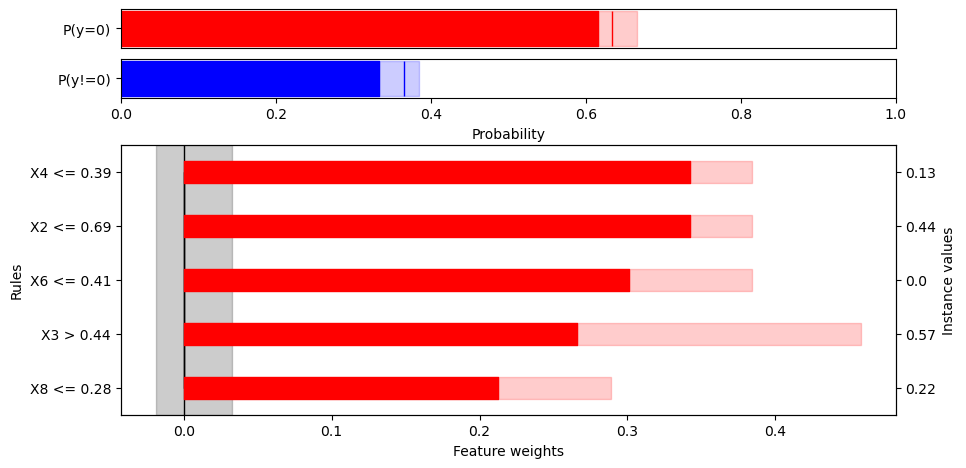 P(y=0)
P(y!=0)
0.0 0.2 0.4 0.6 0.8 1.0
Probability
X4 <= 0.39 0.13
X2 <= 0.69 0.44
X6 <= 0.41 0.0
X3 > 0.44 0.57
X8 <= 0.28 0.22
Rules
Instance values
0.0 0.1 0.2 0.3 0.4
Feature weights